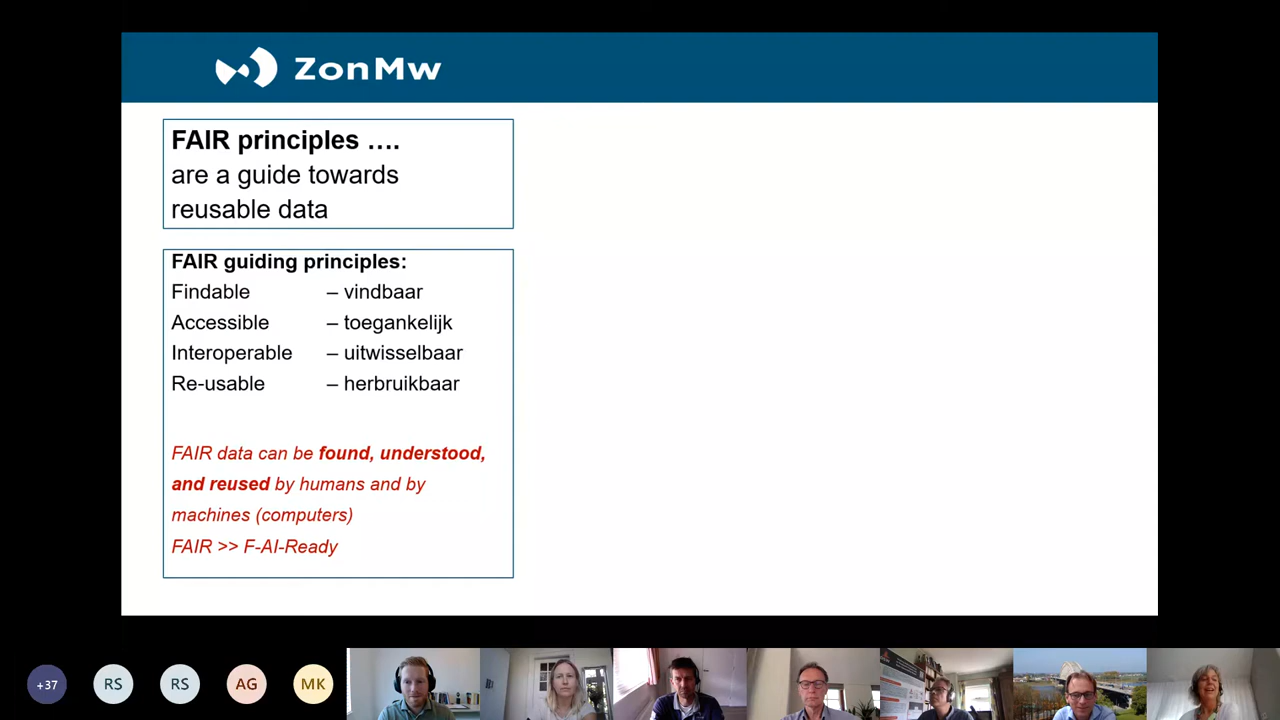 ZonMw
FAIR principles ....
are a guide towards
reusable data
FAIR guiding principles:
Findable – vindbaar
Accessible – toegankelijk
Interoperable – uitwisselbaar
Re-usable – herbruikbaar
FAIR data can be found, understood,
and reused by humans and by
machines (computers)
FAIR >> F-AI-Ready
+37 RS RS AG MK